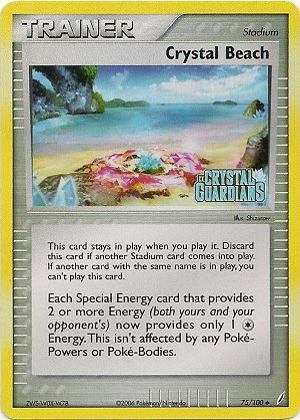 TRAINER
Stadium
Crystal Beach
EX
CRYSTAL
GUARDIANS
Illus. Shizurow
This card stays in play when you play it. Discard
this card if another Stadium card comes into play.
If another card with the same name is in play, you
can't play this card.
Each Special Energy card that provides
2 or more Energy (both yours and your
opponent's) now provides only 1
Energy. This isn't affected by any Poké-
Powers or Poké-Bodies.
ZWS-W0X-W7B
©2006 Pokémon/Nintendo
75/100